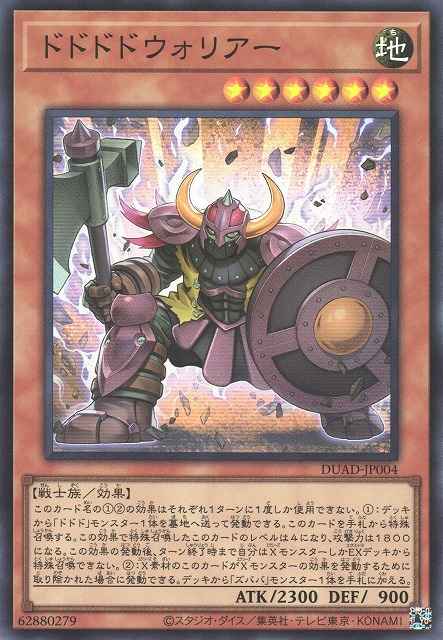 ドドドドウォリアー
地
DUAD-JP004
【戦士族／効果】
このカード名の①②の効果はそれぞれ1ターンに1度しか使用できない。①：デッキ
から「ドドド」モンスター1体を墓地へ送って発動できる。このカードを手札から特殊
召喚する。この効果で特殊召喚したこのカードのレベルは4になり、攻撃力は1800
になる。この効果の発動後、ターン終了時まで自分はXモンスターしかEXデッキから
特殊召喚できない。②：X素材のこのカードがXモンスターの効果を発動するために
取り除かれた場合に発動できる。デッキから「ズババ」モンスター1体を手札に加える。
ATK/2300 DEF/ 900
62880279
©スタジオ・ダイス／集英社・テレビ東京・KONAMI